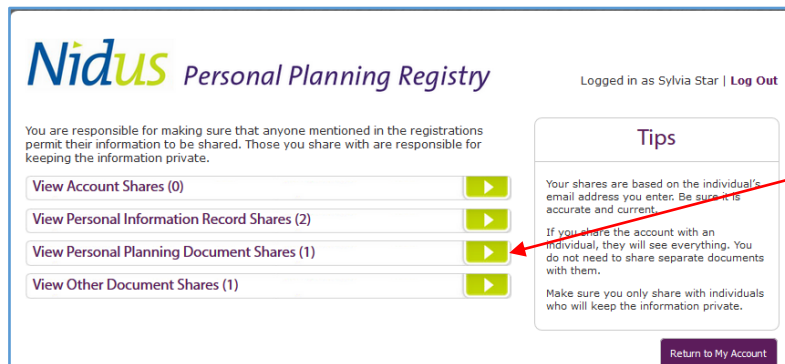 Nidus Personal Planning Registry
Logged in as Sylvia Star | Log Out
You are responsible for making sure that anyone mentioned in the registrations
permit their information to be shared. Those you share with are responsible for
keeping the information private.
View Account Shares (0)
View Personal Information Record Shares (2)
View Personal Planning Document Shares (1)
View Other Document Shares (1)
Tips
Your shares are based on the individual's
email address you enter. Be sure it is
accurate and current.
If you share the account with an
individual, they will see everything. You
do not need to share separate documents
with them.
Make sure you only share with individuals
who will keep the information private.
Return to My Account